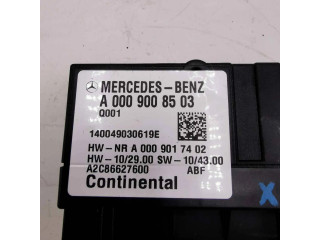 MERCEDES-BENZ
A 000 900 85 03
Q001
140049030619E
HW-NR A 000 901 74 02
HW-10/29.00 SW-10/43.00
A2C86627600 ABF
Continental
X